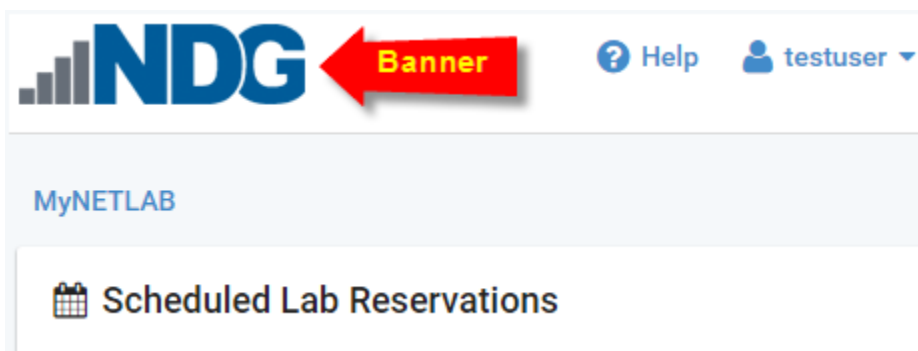 NDG Banner Help testuser
MyNETLAB
Scheduled Lab Reservations